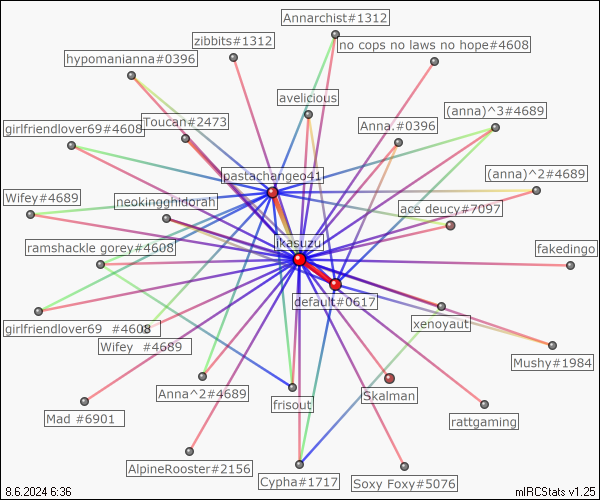 Annarchist#1312
zibbits#1312
no cops no laws no hope#4608
hypomanianna#0396
avelicious
(anna)^3#4689
Toucan#2473
girlfriendlover69#4608
Anna.#0396
pastachangeo41
(anna)^2#4689
Wifey#4689
neokingghidorah
ace deucy#7097
ikasuzu
ramshackle gorey#4608
fakedingo
default#0617
xenoyaut
girlfriendlover69 #4608
Wifey #4689
Mushy#1984
Anna^2#4689
Skalman
frisout
Mad #6901
rattgaming
AlpineRooster#2156
Cypha#1717
Soxy Foxy#5076
8.6.2024 6:36
mIRCStats v1.25